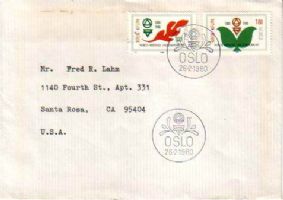 OSLO
26-2-1980
Mr. Fred R. Lahm
1140 Fourth St., Apt. 331
Santa Rosa, CA 95404
U.S.A.
OSLO
26-2-1980